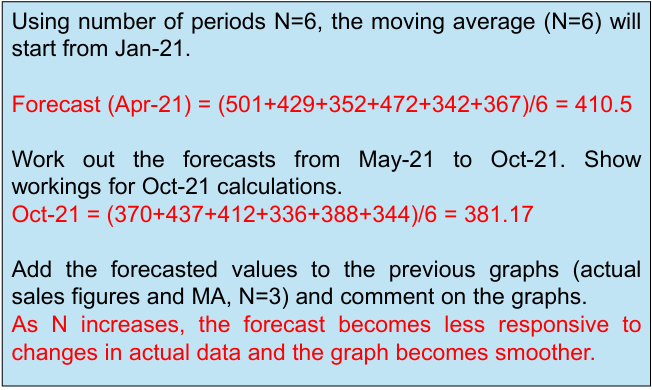 Using number of periods N=6, the moving average (N=6) will
start from Jan-21.
Forecast (Apr-21) = (501+429+352+472+342+367)/6 = 410.5
Work out the forecasts from May-21 to Oct-21. Show
workings for Oct-21 calculations.
Oct-21 = (370+437+412+336+388+344)/6 = 381.17
Add the forecasted values to the previous graphs (actual
sales figures and MA, N=3) and comment on the graphs.
As N increases, the forecast becomes less responsive to
changes in actual data and the graph becomes smoother.